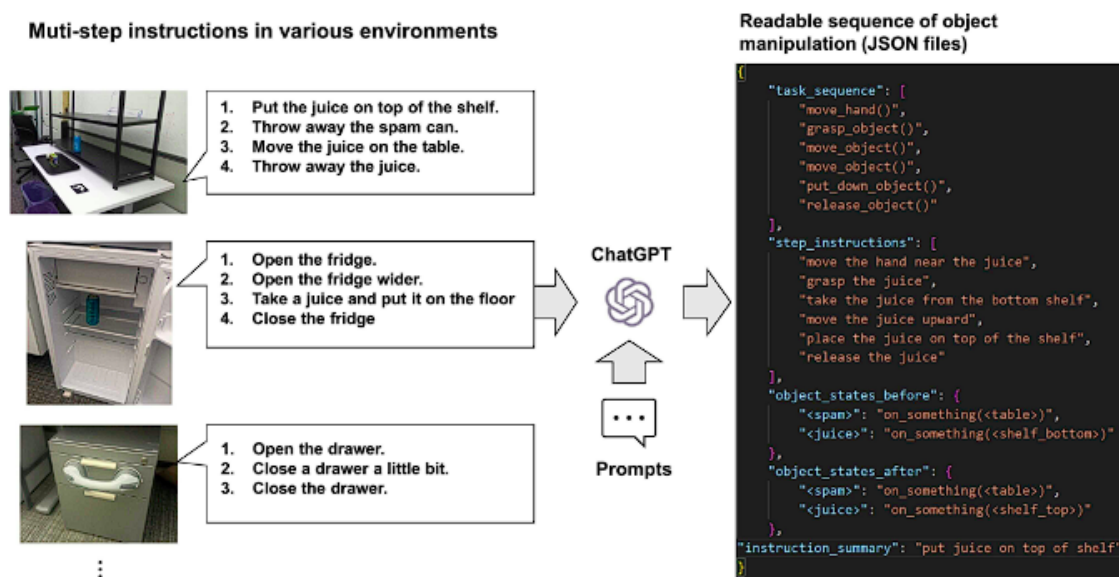 Muti-step instructions in various environments
1. Put the juice on top of the shelf.
2. Throw away the spam can.
3. Move the juice on the table.
4. Throw away the juice.
1. Open the fridge.
2. Open the fridge wider.
3. Take a juice and put it on the floor
4. Close the fridge
1. Open the drawer.
2. Close a drawer a little bit.
3. Close the drawer.
⋮
ChatGPT
Prompts
Readable sequence of object
manipulation (JSON files)
{
"task_sequence": [
"move_hand()",
"grasp_object()",
"move_object()",
"move_object()",
"put_down_object()",
"release_object()"
],
"step_instructions": [
"move the hand near the juice",
"grasp the juice",
"take the juice from the bottom shelf",
"move the juice upward",
"place the juice on top of the shelf",
"release the juice"
],
"object_states_before": {
"<spam>": "on_something(<table>)",
"<juice>": "on_something(<shelf_bottom>)"
},
"object_states_after": {
"<spam>": "on_something(<table>)",
"<juice>": "on_something(<shelf_top>)"
},
"instruction_summary": "put juice on top of shelf"
}